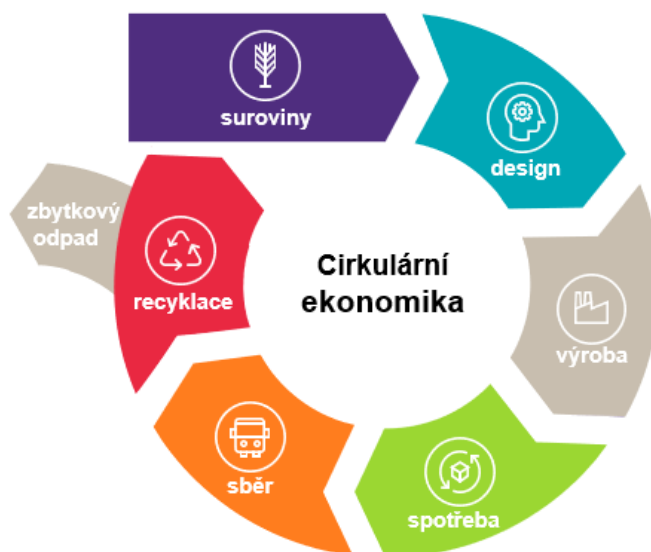 suroviny
design
výroba
spotřeba
sběr
recyklace
zbytkový
odpad
Cirkulární
ekonomika